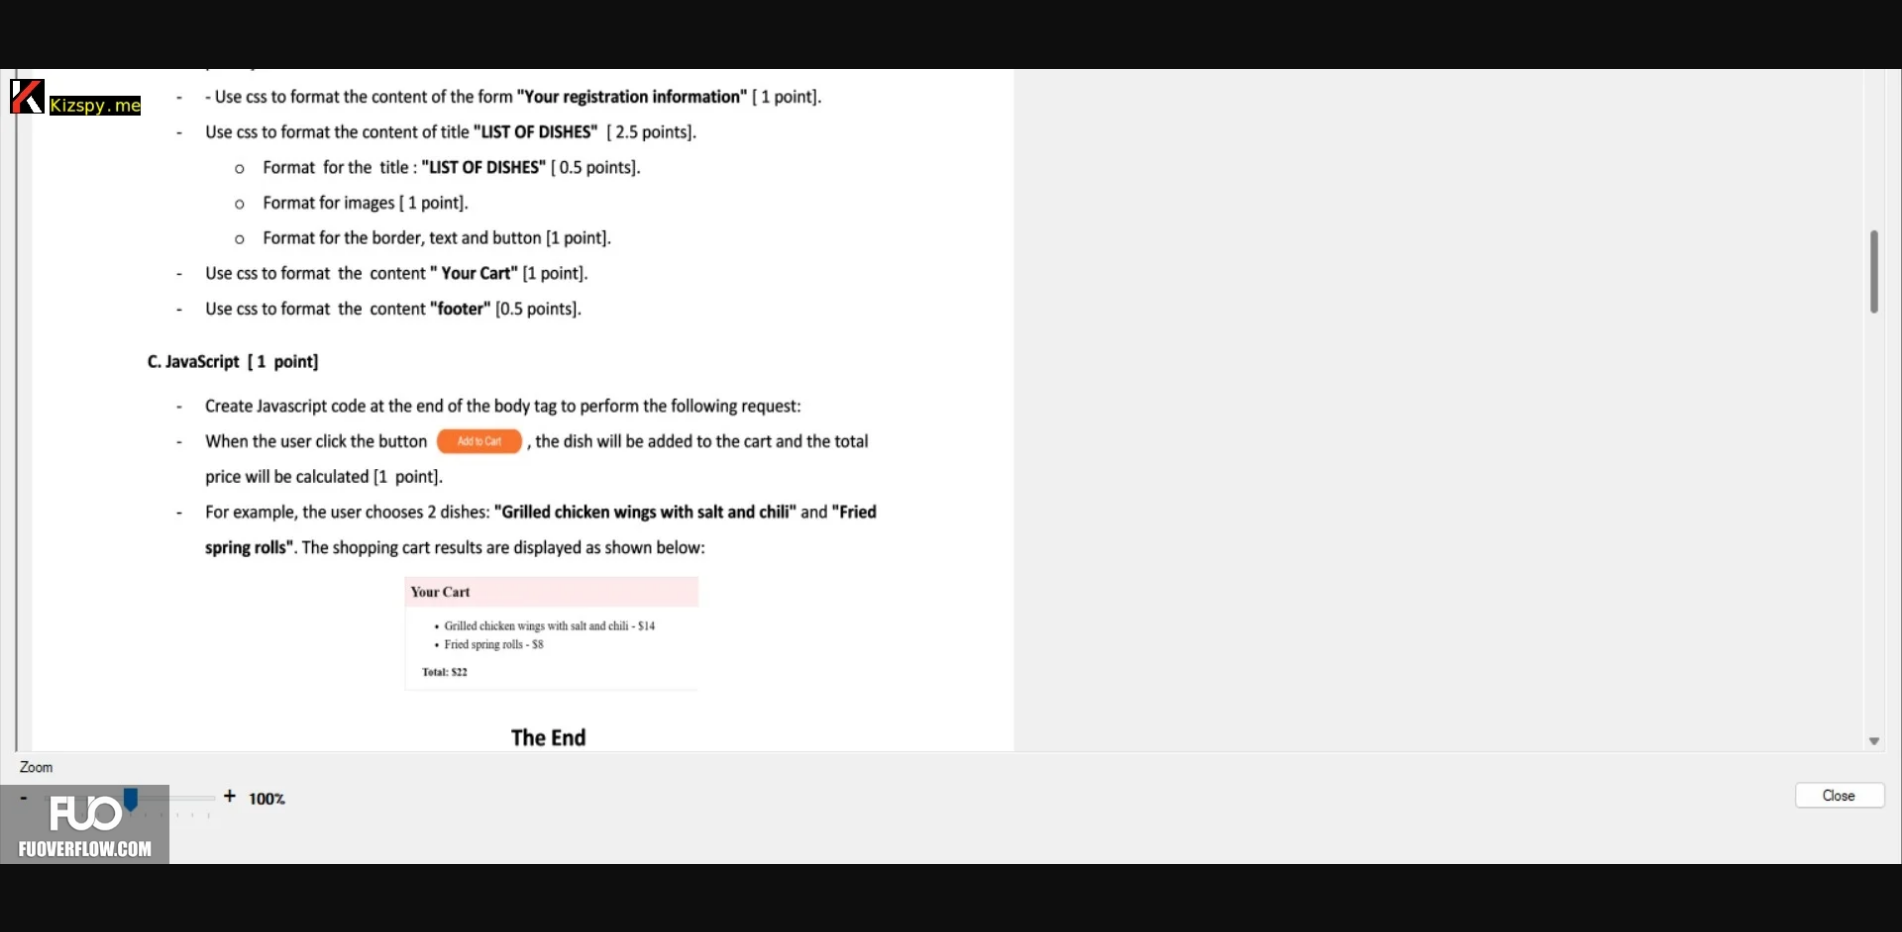 Kizspy.me
- - Use css to format the content of the form "Your registration information" [ 1 point].
- Use css to format the content of title "LIST OF DISHES" [ 2.5 points].
o Format for the title : "LIST OF DISHES" [ 0.5 points].
o Format for images [ 1 point].
o Format for the border, text and button [1 point].
- Use css to format the content " Your Cart" [1 point].
- Use css to format the content "footer" [0.5 points].
C. JavaScript [ 1 point]
- Create Javascript code at the end of the body tag to perform the following request:
- When the user click the button Add to Cart , the dish will be added to the cart and the total
price will be calculated [1 point].
- For example, the user chooses 2 dishes: "Grilled chicken wings with salt and chili" and "Fried
spring rolls". The shopping cart results are displayed as shown below:
Your Cart
• Grilled chicken wings with salt and chili - $14
• Fried spring rolls - $8
Total: $22
The End
Zoom
- + 100%
Close
FUO
FUOVERFLOW.COM